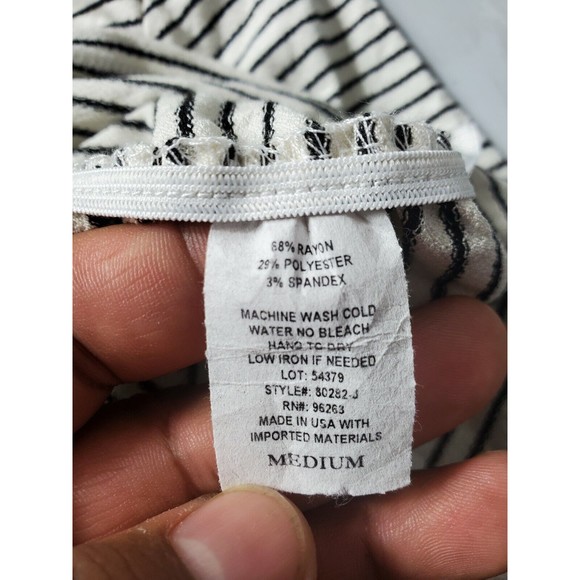 68% RAYON
29% POLYESTER
3% SPANDEX
MACHINE WASH COLD
WATER NO BLEACH
HANG TO DRY
LOW IRON IF NEEDED
LOT: 54379
STYLE#: 80282-J
RN#: 96263
MADE IN USA WITH
IMPORTED MATERIALS
MEDIUM